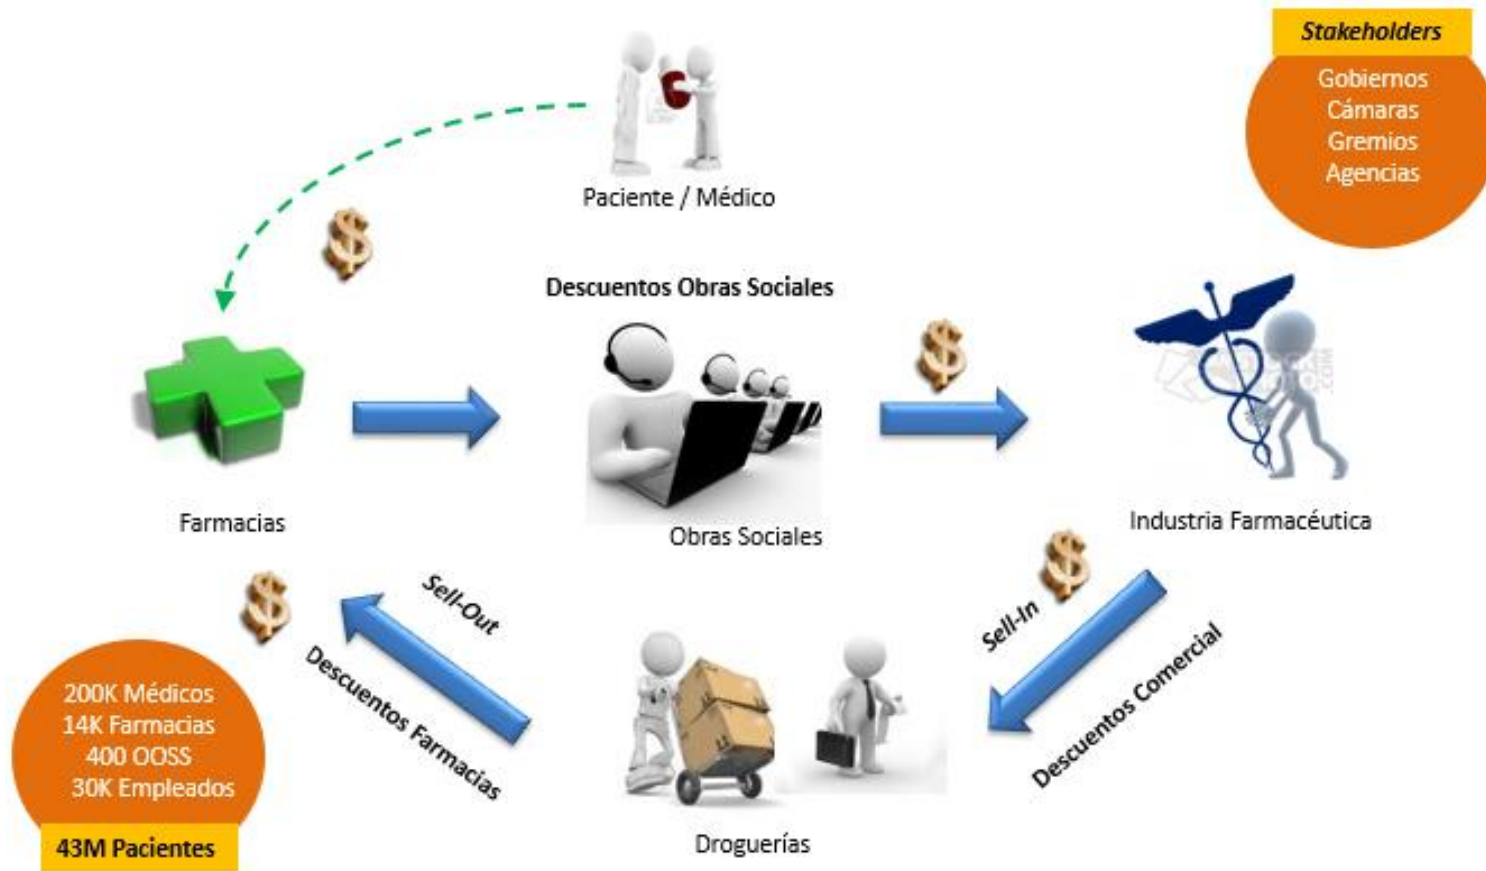 Stakeholders
Gobiernos
Cámaras
Gremios
Agencias
Paciente / Médico
Descuentos Obras Sociales
Farmacias
Obras Sociales
Industria Farmacéutica
Sell-Out
Descuentos Farmacias
Sell-In
Descuentos Comercial
200K Médicos
14K Farmacias
400 OOSS
30K Empleados
43M Pacientes
Droguerías